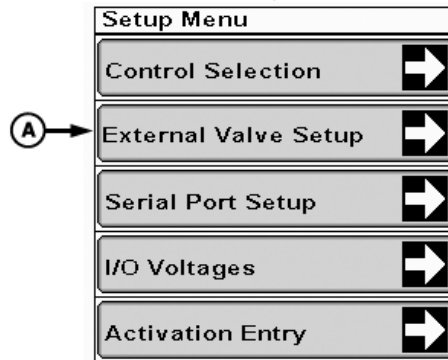 Setup Menu
Control Selection
A
External Valve Setup
Serial Port Setup
I/O Voltages
Activation Entry